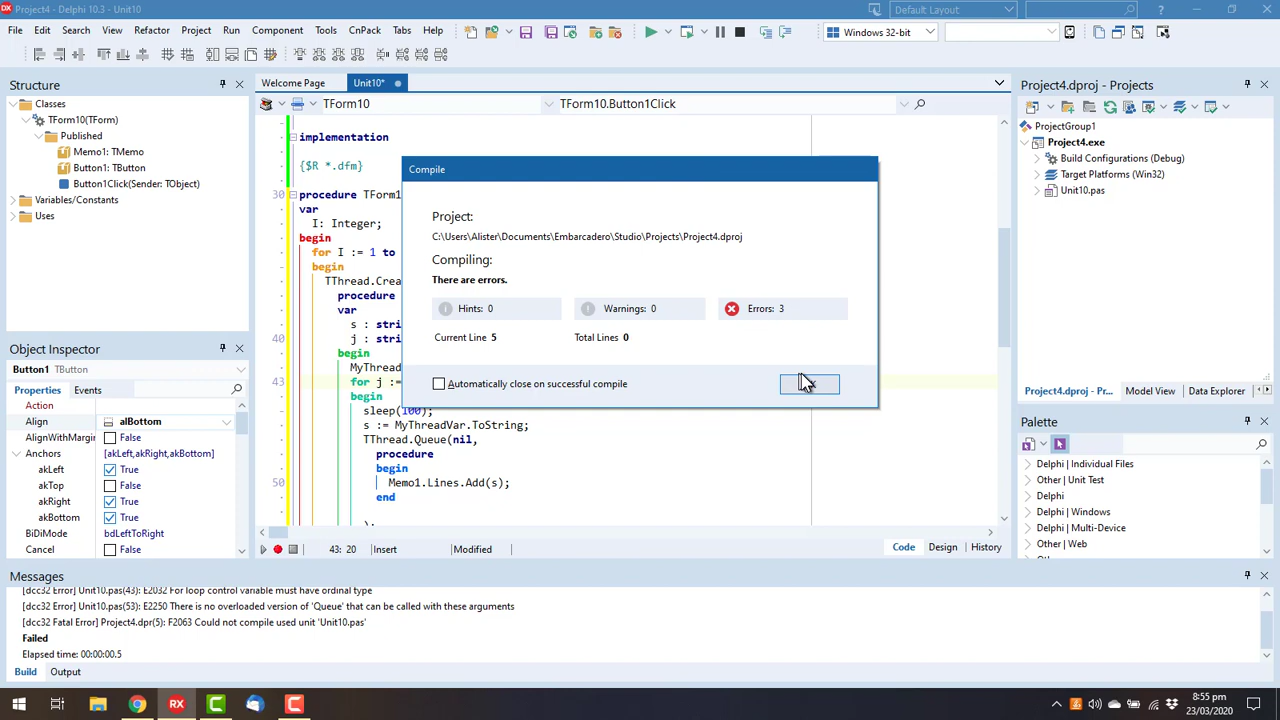 Project4 - Delphi 10.3 - Unit10
Default Layout
File Edit Search View Refactor Project Run Component Tools CnPack Tabs Help
Windows 32-bit
Structure
Classes
TForm10(TForm)
Published
Memo1: TMemo
Button1: TButton
Button1Click(Sender: TObject)
Variables/Constants
Uses
Object Inspector
Button1 TButton
Properties Events
Action
Align alBottom
AlignWithMargin False
Anchors [akLeft,akRight,akBottom]
akLeft True
akTop False
akRight True
akBottom True
BiDiMode bdLeftToRight
Cancel False
Welcome Page Unit10*
TForm10 TForm10.Button1Click
implementation
{$R *.dfm}
30 procedure TForm1
var
I: Integer;
begin
for I := 1 to
begin
TThread.Crea
procedure
var
s : stri
40 j : stri
begin
MyThread
43 for j :=
begin
sleep(100);
s := MyThreadVar.ToString;
TThread.Queue(nil,
procedure
begin
50 Memo1.Lines.Add(s);
end
);
43: 20 Insert Modified
Code Design History
Compile
Project:
C:\Users\Alister\Documents\Embarcadero\Studio\Projects\Project4.dproj
Compiling:
There are errors.
Hints: 0 Warnings: 0 Errors: 3
Current Line 5 Total Lines 0
Automatically close on successful compile
Project4.dproj - Projects
ProjectGroup1
Project4.exe
Build Configurations (Debug)
Target Platforms (Win32)
Unit10.pas
Project4.dproj - Pr... Model View Data Explorer
Palette
Delphi | Individual Files
Other | Unit Test
Delphi
Delphi | Windows
Delphi | Multi-Device
Other | Web
Messages
[dcc32 Error] Unit10.pas(43): E2032 For loop control variable must have ordinal type
[dcc32 Error] Unit10.pas(53): E2250 There is no overloaded version of 'Queue' that can be called with these arguments
[dcc32 Fatal Error] Project4.dpr(5): F2063 Could not compile used unit 'Unit10.pas'
Failed
Elapsed time: 00:00:00.5
Build Output
8:55 pm
23/03/2020